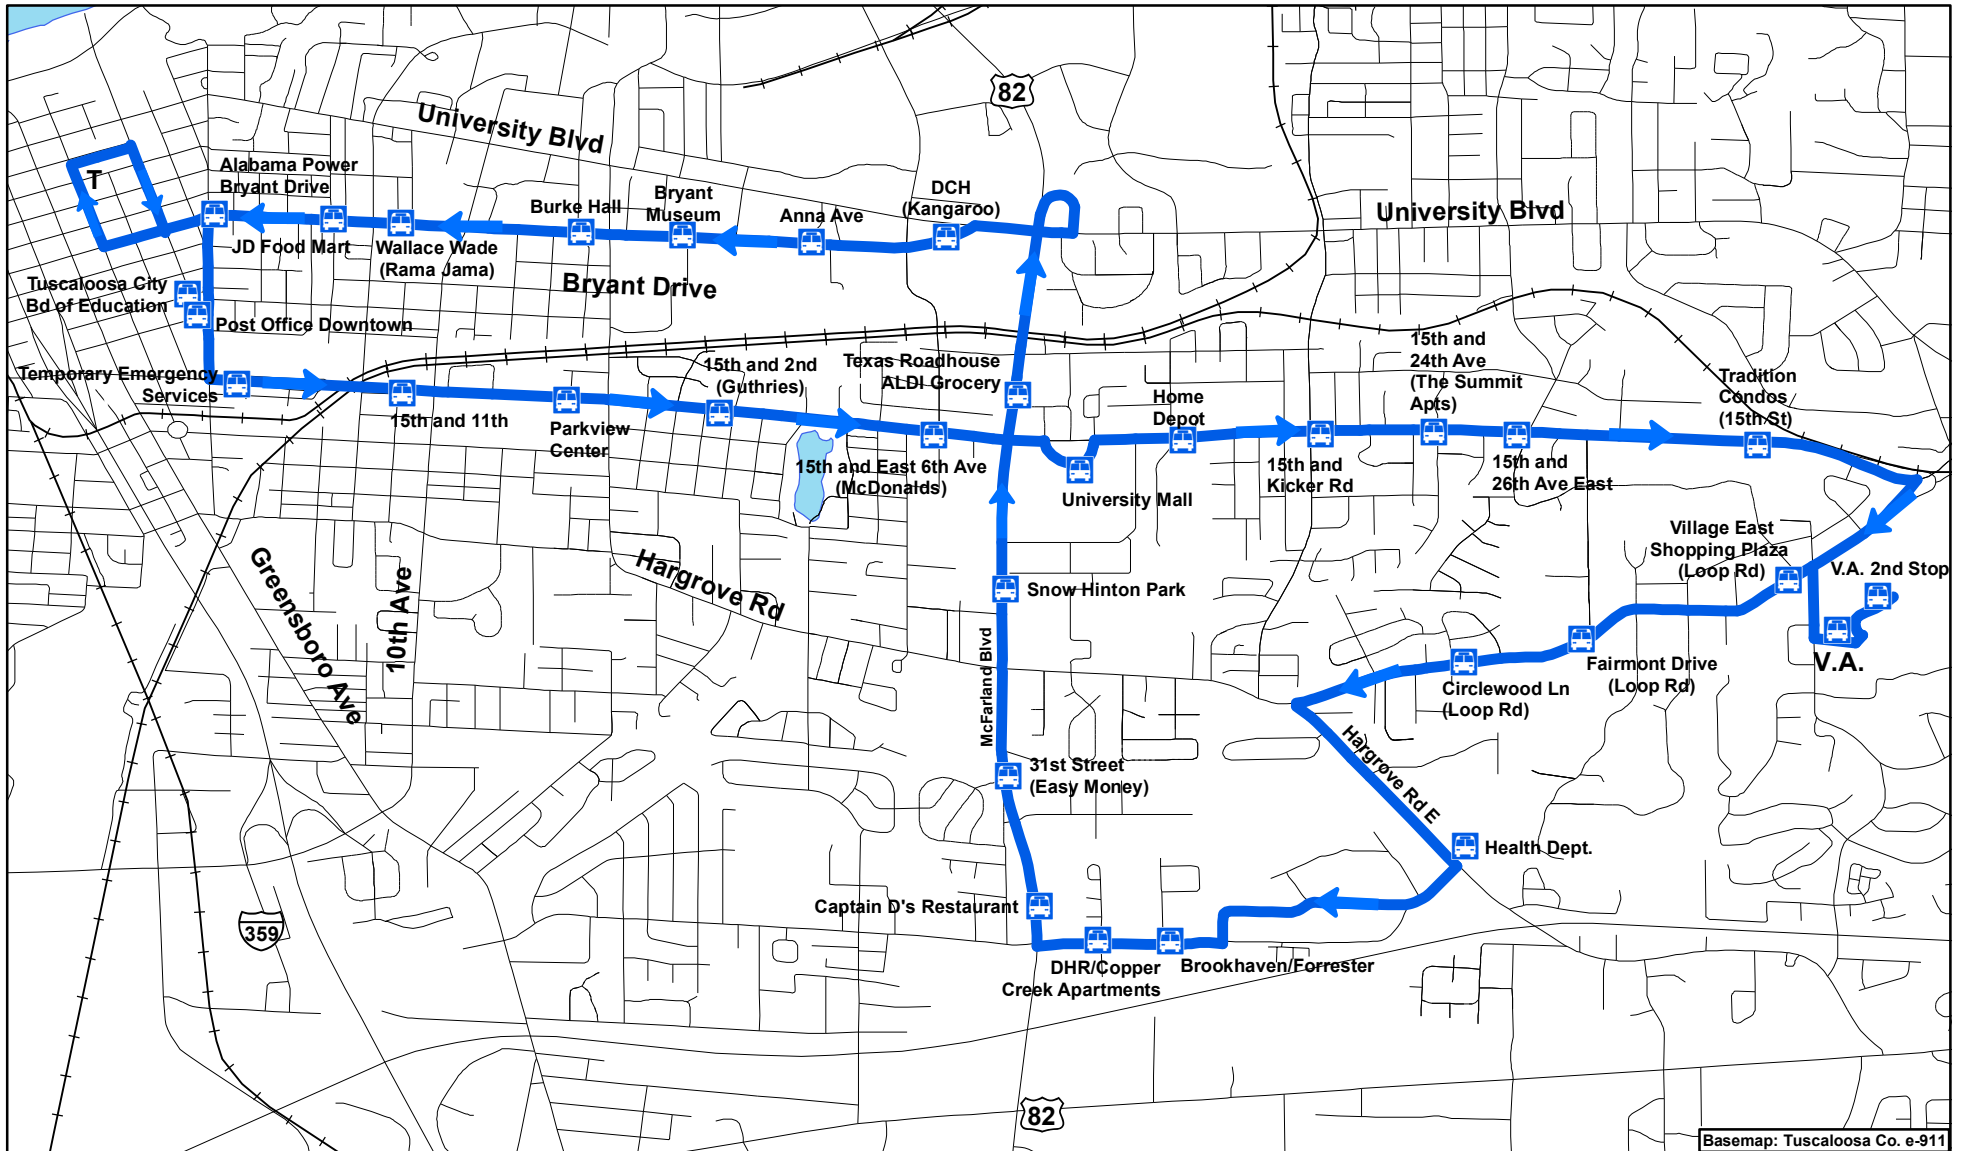 82
University Blvd
Alabama Power
Bryant Drive
T
DCH
(Kangaroo)
Bryant
Museum
Burke Hall
Anna Ave
University Blvd
JD Food Mart
Wallace Wade
(Rama Jama)
Tuscaloosa City
Bd of Education
Bryant Drive
Post Office Downtown
Temporary Emergency
Services
15th and 11th
Parkview
Center
15th and 2nd
(Guthries)
Texas Roadhouse
ALDI Grocery
15th and East 6th Ave
(McDonalds)
University Mall
Home
Depot
15th and
Kicker Rd
15th and
24th Ave
(The Summit
Apts)
15th and
26th Ave East
Tradition
Condos
(15th St)
Village East
Shopping Plaza
(Loop Rd)
V.A. 2nd Stop
V.A.
Fairmont Drive
(Loop Rd)
Circlewood Ln
(Loop Rd)
Hargrove Rd
Greensboro Ave
10th Ave
Snow Hinton Park
McFarland Blvd
31st Street
(Easy Money)
Hargrove Rd E
Health Dept.
Captain D's Restaurant
359
DHR/Copper
Creek Apartments
Brookhaven/Forrester
82
Basemap: Tuscaloosa Co. e-911